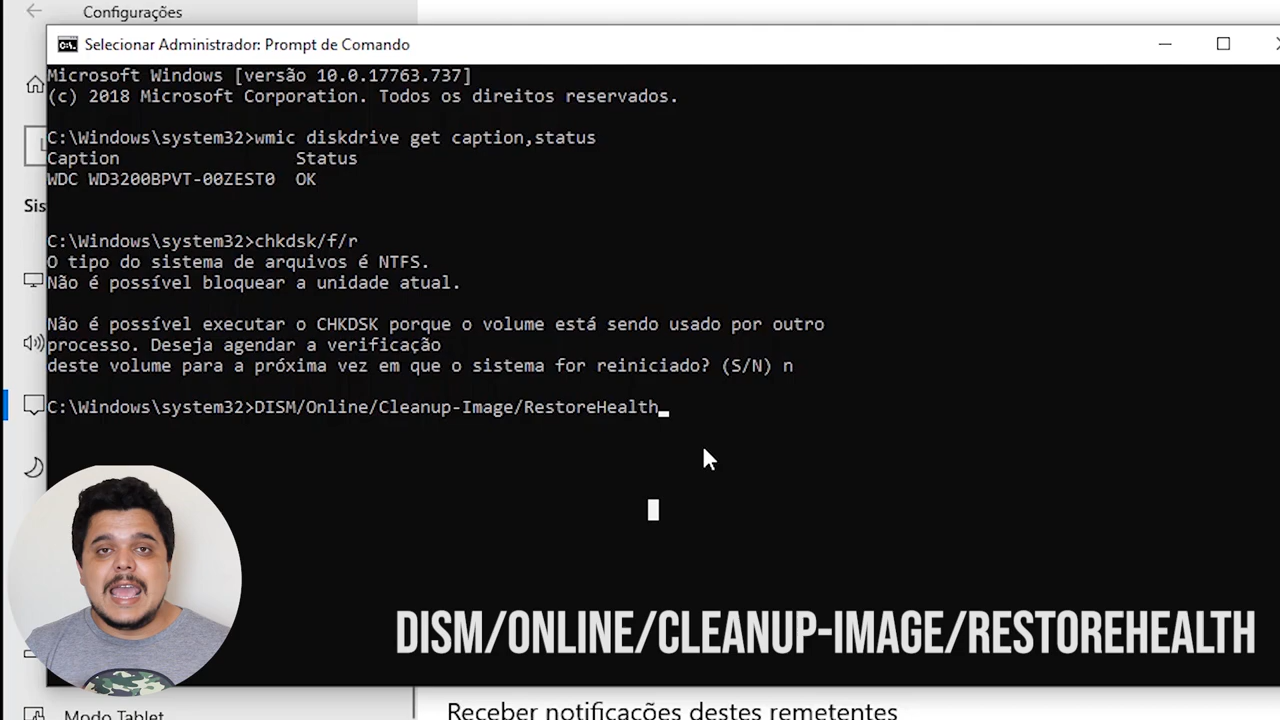 Configurações
Selecionar Administrador: Prompt de Comando
Microsoft Windows [versão 10.0.17763.737]
(c) 2018 Microsoft Corporation. Todos os direitos reservados.
C:\Windows\system32>wmic diskdrive get caption,status
Caption Status
WDC WD3200BPVT-00ZEST0 OK
Sis
C:\Windows\system32>chkdsk/f/r
O tipo do sistema de arquivos é NTFS.
Não é possível bloquear a unidade atual.
Não é possível executar o CHKDSK porque o volume está sendo usado por outro
processo. Deseja agendar a verificação
deste volume para a próxima vez em que o sistema for reiniciado? (S/N) n
C:\Windows\system32>DISM/Online/Cleanup-Image/RestoreHealth
DISM/ONLINE/CLEANUP-IMAGE/RESTOREHEALTH
Modo Tablet
Receber notificações destes remetentes